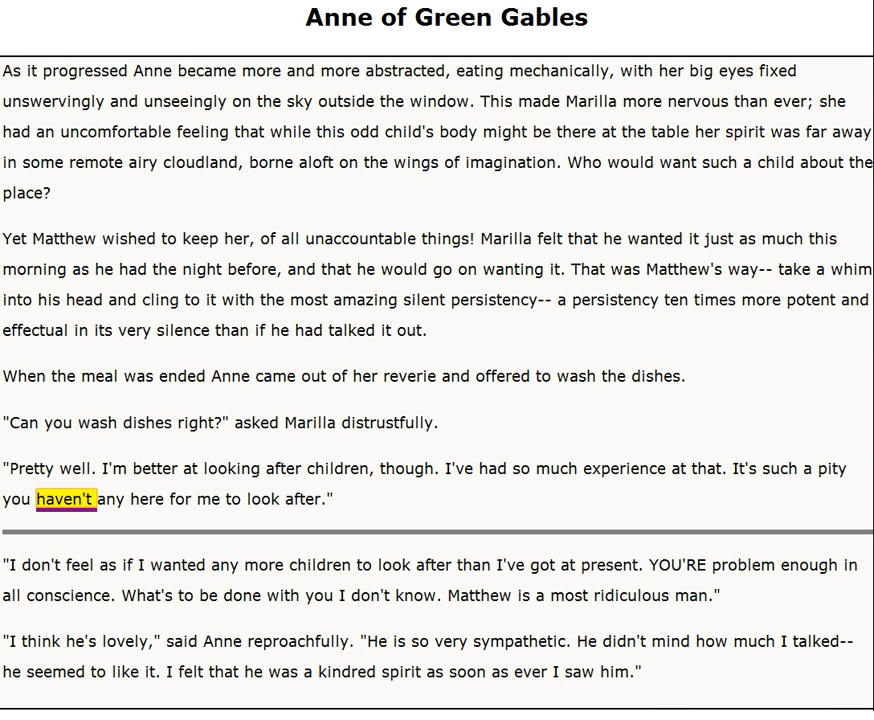 Anne of Green Gables
As it progressed Anne became more and more abstracted, eating mechanically, with her big eyes fixed
unswervingly and unseeingly on the sky outside the window. This made Marilla more nervous than ever; she
had an uncomfortable feeling that while this odd child's body might be there at the table her spirit was far away
in some remote airy cloudland, borne aloft on the wings of imagination. Who would want such a child about the
place?
Yet Matthew wished to keep her, of all unaccountable things! Marilla felt that he wanted it just as much this
morning as he had the night before, and that he would go on wanting it. That was Matthew's way-- take a whim
into his head and cling to it with the most amazing silent persistency-- a persistency ten times more potent and
effectual in its very silence than if he had talked it out.
When the meal was ended Anne came out of her reverie and offered to wash the dishes.
"Can you wash dishes right?" asked Marilla distrustfully.
"Pretty well. I'm better at looking after children, though. I've had so much experience at that. It's such a pity
you haven't any here for me to look after."
"I don't feel as if I wanted any more children to look after than I've got at present. YOU'RE problem enough in
all conscience. What's to be done with you I don't know. Matthew is a most ridiculous man."
"I think he's lovely," said Anne reproachfully. "He is so very sympathetic. He didn't mind how much I talked--
he seemed to like it. I felt that he was a kindred spirit as soon as ever I saw him."